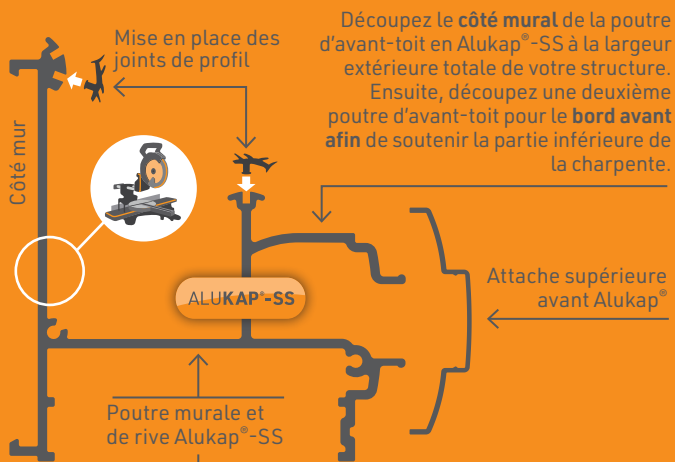 Mise en place des
joints de profil
Découpez le côté mural de la poutre
d'avant-toit en Alukap®-SS à la largeur
extérieure totale de votre structure.
Ensuite, découpez une deuxième
poutre d'avant-toit pour le bord avant
afin de soutenir la partie inférieure de
la charpente.
Côté mur
ALUKAP®-SS
Attache supérieure
avant Alukap®
Poutre murale et
de rive Alukap®-SS